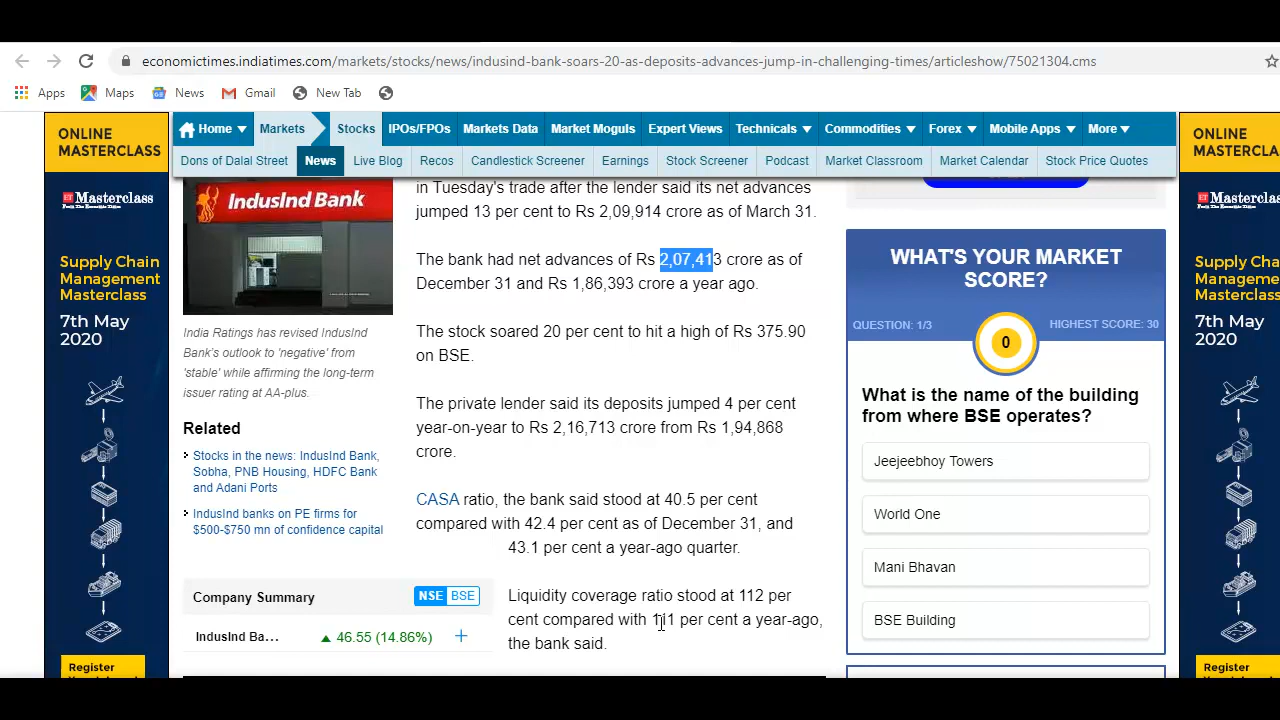 economictimes.indiatimes.com/markets/stocks/news/indusind-bank-soars-20-as-deposits-advances-jump-in-challenging-times/articleshow/75021304.cms
Apps Maps News Gmail New Tab
ONLINE
MASTERCLASS
Masterclass
Supply Chain
Management
Masterclass
7th May
2020
Register
Home Markets Stocks IPOs/FPOs Markets Data Market Moguls Expert Views Technicals Commodities Forex Mobile Apps More
Dons of Dalal Street News Live Blog Recos Candlestick Screener Earnings Stock Screener Podcast Market Classroom Market Calendar Stock Price Quotes
IndusInd Bank
India Ratings has revised IndusInd
Bank's outlook to 'negative' from
'stable' while affirming the long-term
issuer rating at AA-plus.
Related
Stocks in the news: IndusInd Bank,
Sobha, PNB Housing, HDFC Bank
and Adani Ports
IndusInd banks on PE firms for
$500-$750 mn of confidence capital
Company Summary NSE BSE
IndusInd Ba... 46.55 (14.86%) +
in Tuesday's trade after the lender said its net advances
jumped 13 per cent to Rs 2,09,914 crore as of March 31.
The bank had net advances of Rs 2,07,413 crore as of
December 31 and Rs 1,86,393 crore a year ago.
The stock soared 20 per cent to hit a high of Rs 375.90
on BSE.
The private lender said its deposits jumped 4 per cent
year-on-year to Rs 2,16,713 crore from Rs 1,94,868
crore.
CASA ratio, the bank said stood at 40.5 per cent
compared with 42.4 per cent as of December 31, and
43.1 per cent a year-ago quarter.
Liquidity coverage ratio stood at 112 per
cent compared with 111 per cent a year-ago,
the bank said.
WHAT'S YOUR MARKET
SCORE?
QUESTION: 1/3 HIGHEST SCORE: 30
0
What is the name of the building
from where BSE operates?
Jeejeebhoy Towers
World One
Mani Bhavan
BSE Building
ONLINE
MASTERCLA
Masterclass
Supply Chain
Management
Masterclass
7th May
2020
Register